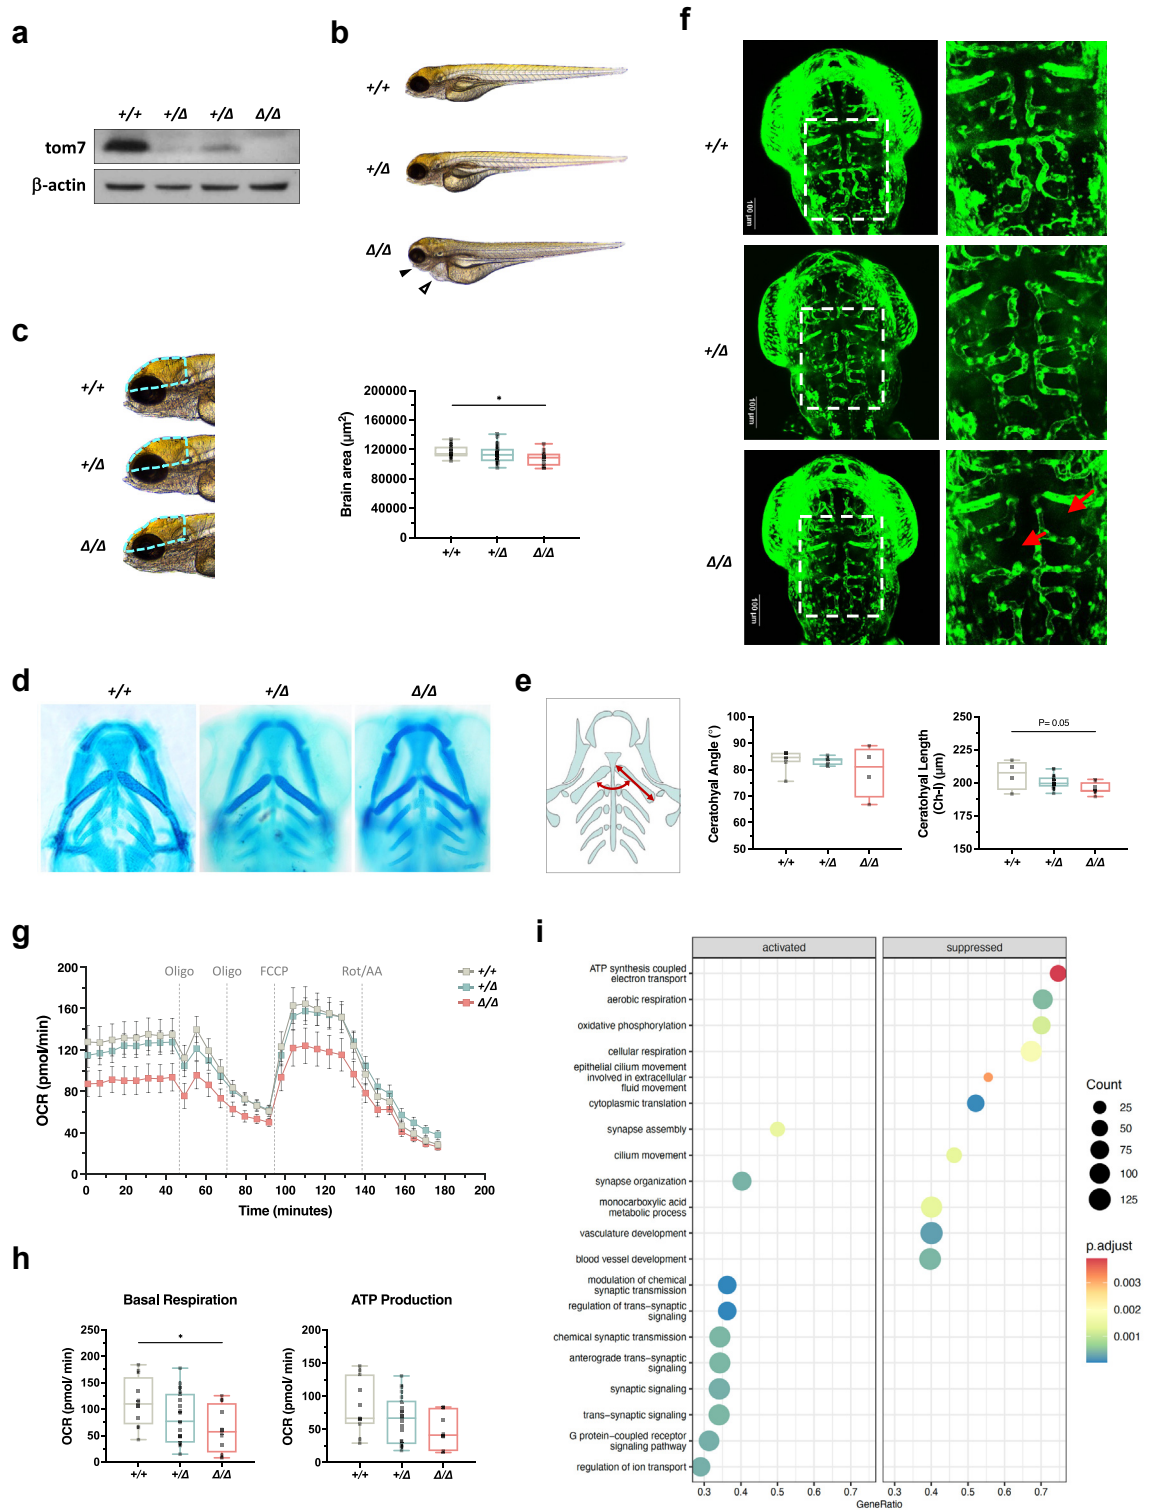 a
+/+ +/Δ +/Δ Δ/Δ
tom7
β-actin
b
+/+
+/Δ
Δ/Δ
c
+/+
+/Δ
Δ/Δ
Brain area (µm²)
200000
160000
120000
80000
40000
0
*
+/+ +/Δ Δ/Δ
f
+/+
100 µm
+/Δ
100 µm
Δ/Δ
100 µm
d
+/+ +/Δ Δ/Δ
e
Ceratohyal Angle (°)
100
90
80
70
60
50
+/+ +/Δ Δ/Δ
Ceratohyal Length
(Ch-l) (µm)
250
225
200
175
150
P= 0.05
+/+ +/Δ Δ/Δ
g
OCR (pmol/min)
200
160
120
80
40
0
Oligo Oligo FCCP Rot/AA
+/+
+/Δ
Δ/Δ
0 20 40 60 80 100 120 140 160 180 200
Time (minutes)
h
Basal Respiration
OCR (pmol/ min)
250
200
150
100
50
0
*
+/+ +/Δ Δ/Δ
ATP Production
OCR (pmol/ min)
200
150
100
50
0
+/+ +/Δ Δ/Δ
i
activated suppressed
ATP synthesis coupled
electron transport
aerobic respiration
oxidative phosphorylation
cellular respiration
epithelial cilium movement
involved in extracellular
fluid movement
cytoplasmic translation
synapse assembly
cilium movement
synapse organization
monocarboxylic acid
metabolic process
vasculature development
blood vessel development
modulation of chemical
synaptic transmission
regulation of trans−synaptic
signaling
chemical synaptic transmission
anterograde trans−synaptic
signaling
synaptic signaling
trans−synaptic signaling
G protein−coupled receptor
signaling pathway
regulation of ion transport
0.3 0.4 0.5 0.6 0.7 0.3 0.4 0.5 0.6 0.7
GeneRatio
Count
25
50
75
100
125
p.adjust
0.003
0.002
0.001